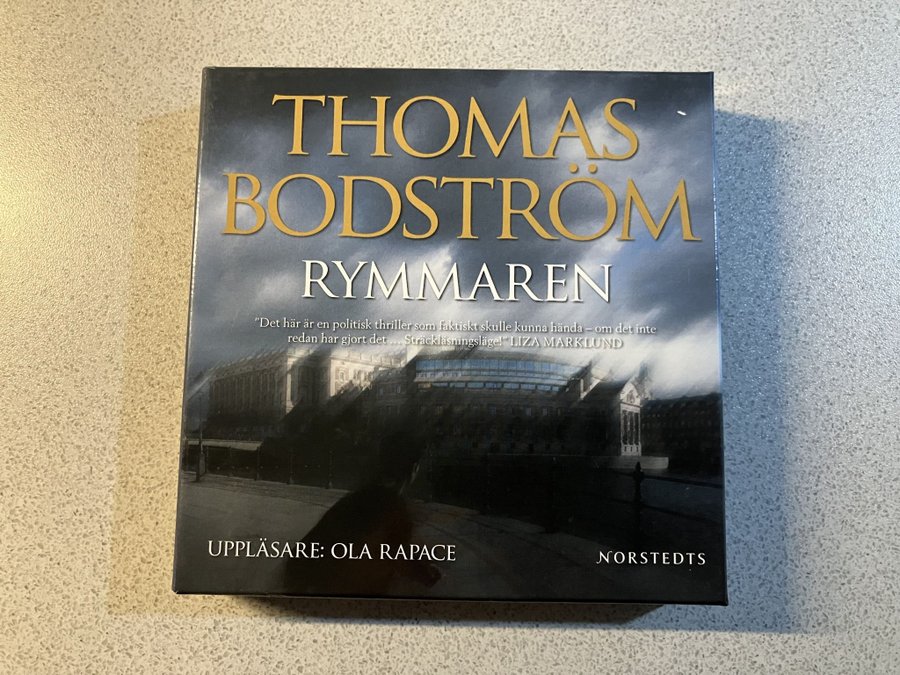 THOMAS
BODSTRÖM
RYMMAREN
"Det här är en politisk thriller som faktiskt skulle kunna hända – om det inte
redan har gjort det … Sträckläsningsläge!" LIZA MARKLUND
UPPLÄSARE: OLA RAPACE
NORSTEDTS